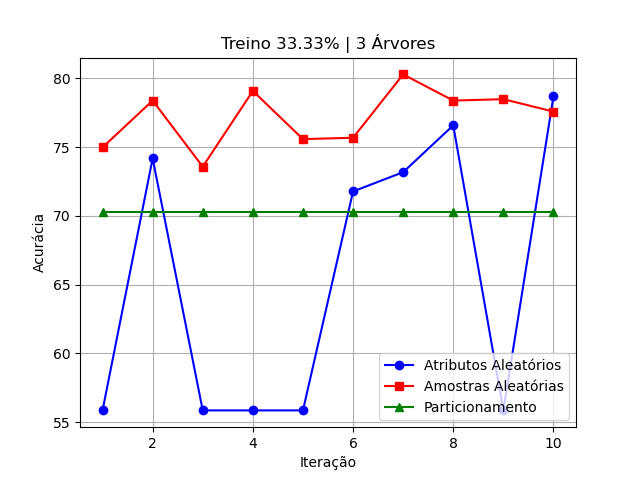 Treino 33.33% | 3 Árvores
Acurácia
80
75
70
65
60
55
2
4
6
8
10
Iteração
Atributos Aleatórios
Amostras Aleatórias
Particionamento